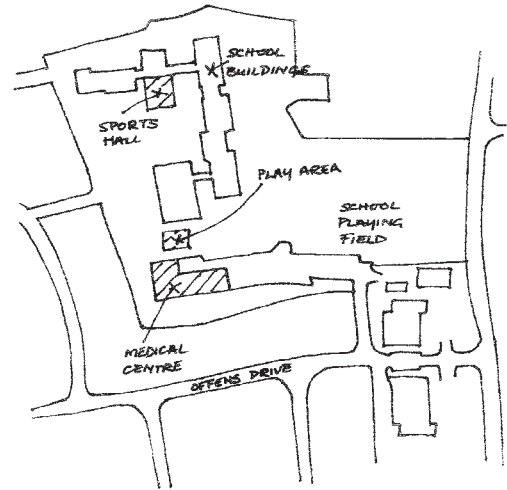 SCHOOL
BUILDINGS
SPORTS
HALL
PLAY AREA
SCHOOL
PLAYING
FIELD
MEDICAL
CENTRE
OFFENS DRIVE